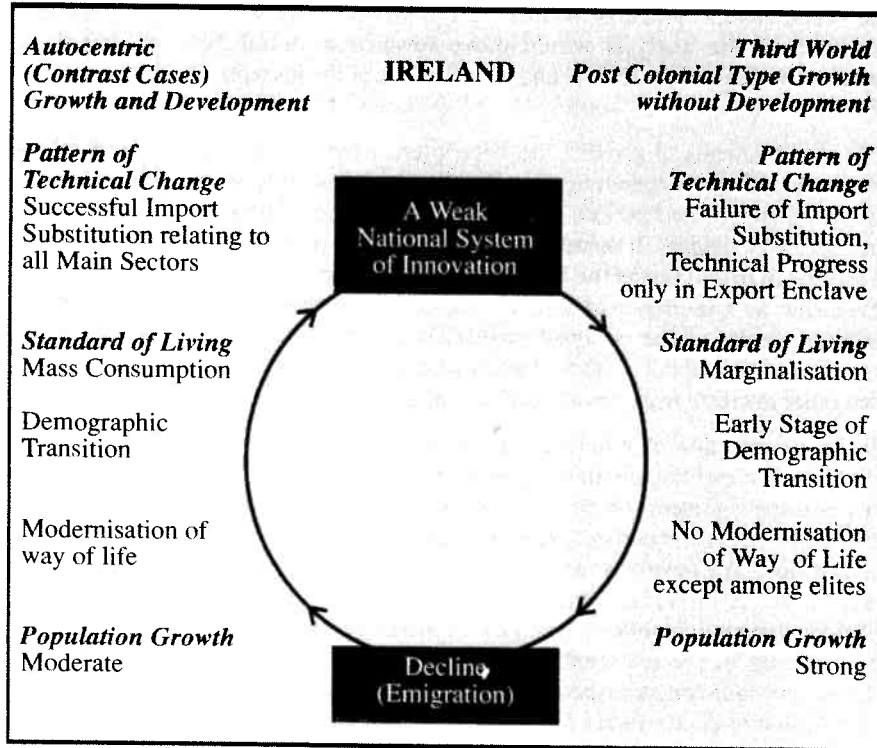 Autocentric
(Contrast Cases)
Growth and Development
Pattern of
Technical Change
Successful Import
Substitution relating to
all Main Sectors
Standard of Living
Mass Consumption
Demographic
Transition
Modernisation of
way of life
Population Growth
Moderate
IRELAND
A Weak
National System
of Innovation
Decline
(Emigration)
Third World
Post Colonial Type Growth
without Development
Pattern of
Technical Change
Failure of Import
Substitution,
Technical Progress
only in Export Enclave
Standard of Living
Marginalisation
Early Stage of
Demographic
Transition
No Modernisation
of Way of Life
except among elites
Population Growth
Strong